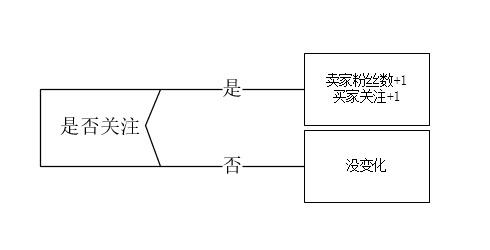 是
卖家粉丝数+1
买家关注+1
是否关注
否
没变化